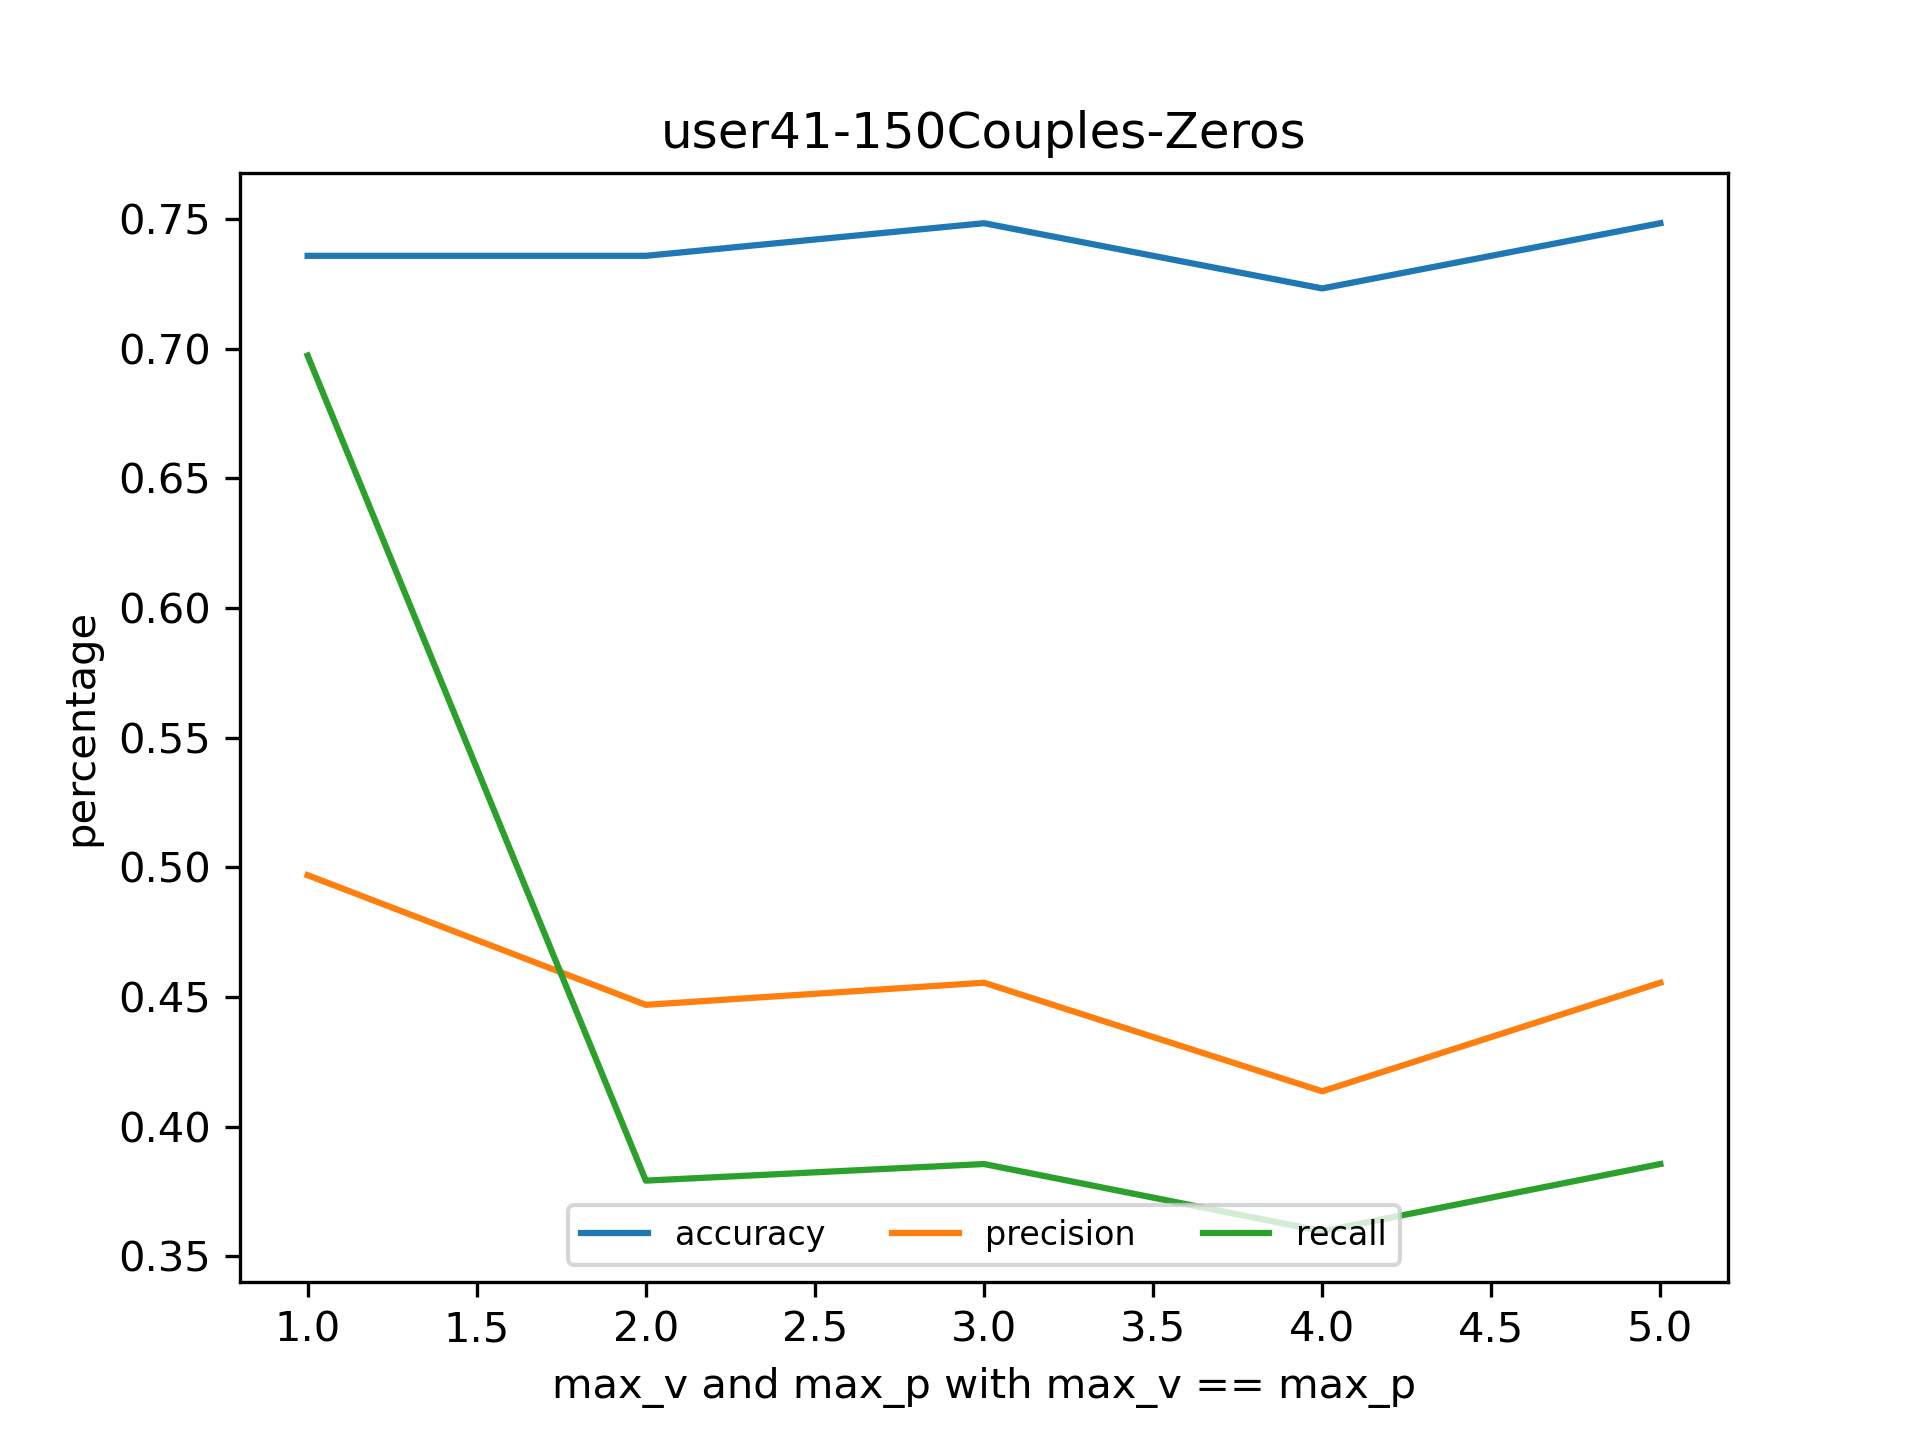 user41-150Couples-Zeros
percentage
0.75
0.70
0.65
0.60
0.55
0.50
0.45
0.40
0.35
accuracy precision recall
1.0 1.5 2.0 2.5 3.0 3.5 4.0 4.5 5.0
max_v and max_p with max_v == max_p